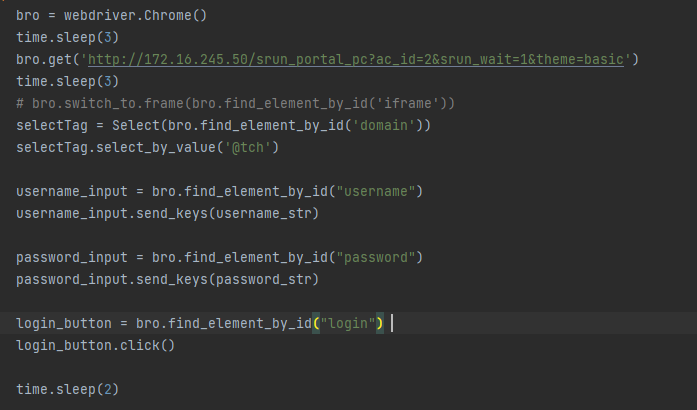 bro = webdriver.Chrome()
time.sleep(3)
bro.get('http://172.16.245.50/srun_portal_pc?ac_id=2&srun_wait=1&theme=basic')
time.sleep(3)
# bro.switch_to.frame(bro.find_element_by_id('iframe'))
selectTag = Select(bro.find_element_by_id('domain'))
selectTag.select_by_value('@tch')
username_input = bro.find_element_by_id("username")
username_input.send_keys(username_str)
password_input = bro.find_element_by_id("password")
password_input.send_keys(password_str)
login_button = bro.find_element_by_id("login")
login_button.click()
time.sleep(2)